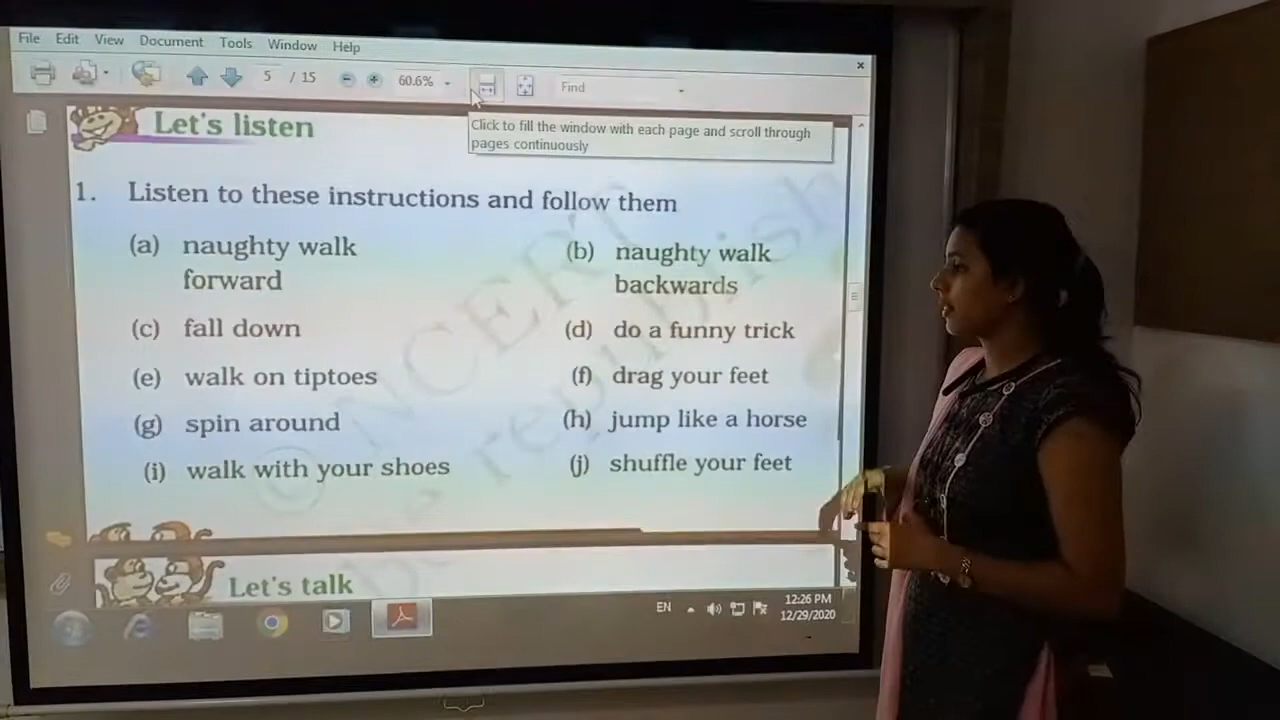 File Edit View Document Tools Window Help
5 / 15 60.6% Find
Let's listen
Click to fill the window with each page and scroll through
pages continuously
1. Listen to these instructions and follow them
(a) naughty walk
forward
(b) naughty walk
backwards
(c) fall down
(d) do a funny trick
(e) walk on tiptoes
(f) drag your feet
(g) spin around
(h) jump like a horse
(i) walk with your shoes
(j) shuffle your feet
© NCERT
be republish
Let's talk
EN
12:26 PM
12/29/2020